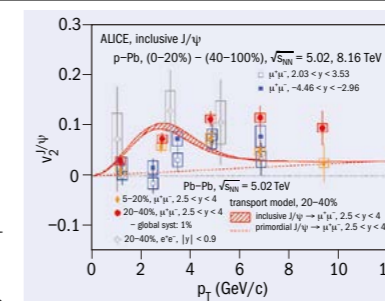 0.3
0.2
0.1
0
–0.1
v₂ᴶ/ψ
ALICE, inclusive J/ψ
p–Pb, (0–20%) – (40–100%), √sNN = 5.02, 8.16 TeV
μ⁺μ⁻, 2.03 < y < 3.53
μ⁺μ⁻, –4.46 < y < –2.96
Pb–Pb, √sNN = 5.02 TeV
5–20%, μ⁺μ⁻, 2.5 < y < 4
20–40%, μ⁺μ⁻, 2.5 < y < 4
– global syst: 1%
20–40%, e⁺e⁻, |y| < 0.9
transport model, 20–40%
inclusive J/ψ → μ⁺μ⁻, 2.5 < y < 4
primordial J/ψ → μ⁺μ⁻, 2.5 < y < 4
0 2 4 6 8 10
pT (GeV/c)